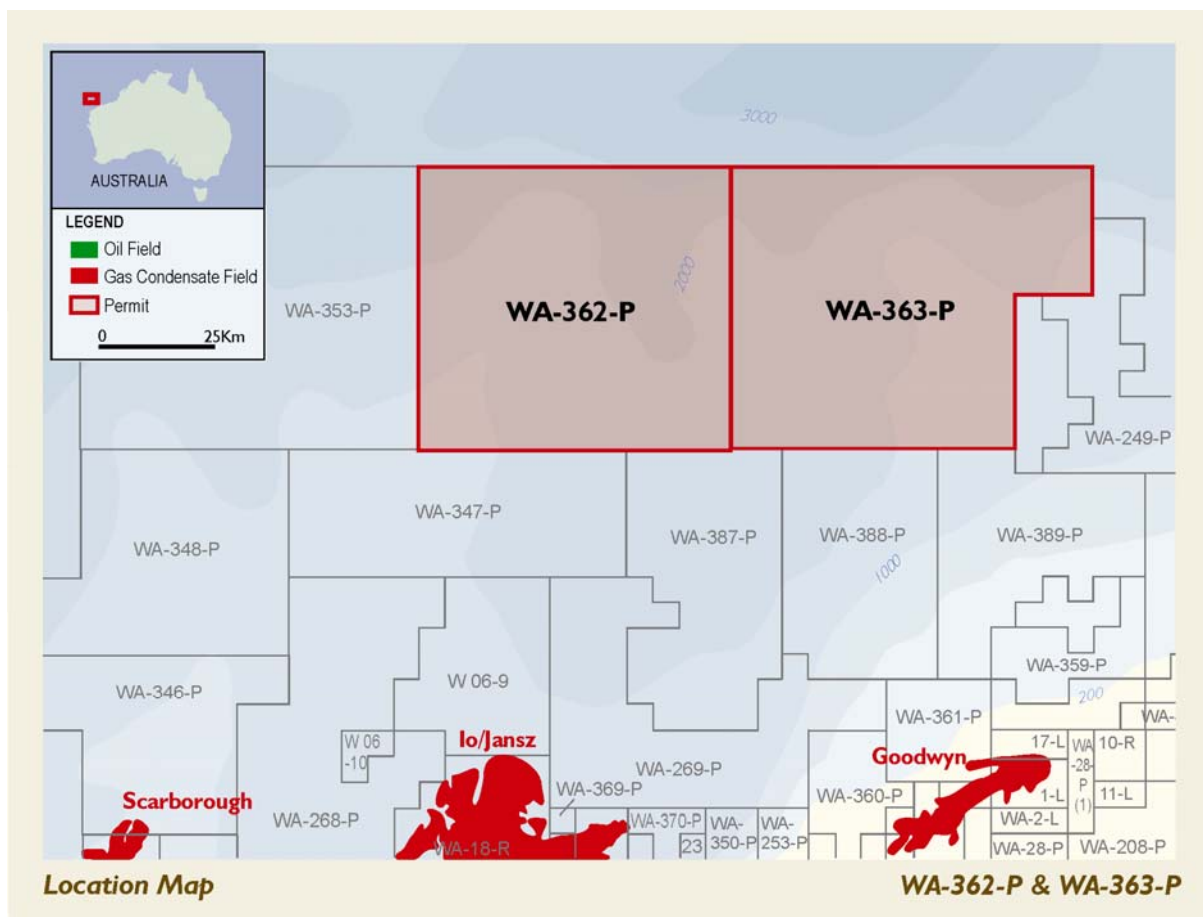 AUSTRALIA
LEGEND
Oil Field
Gas Condensate Field
Permit
0 25Km
3000
2000
WA-353-P
WA-362-P
WA-363-P
WA-249-P
WA-347-P
WA-348-P
WA-387-P
WA-388-P
WA-389-P
1000
WA-346-P
W 06-9
WA-359-P
200
WA-361-P
WA-
W 06
-10
Io/Jansz
Goodwyn
17-L
WA
-28-
P
(1)
10-R
Scarborough
WA-268-P
WA-369-P
WA-269-P
WA-360-P
1-L
11-L
WA-18-R
WA-370-P
23
WA-
350-P
WA-
253-P
WA-2-L
WA-28-P
WA-208-P
Location Map
WA-362-P & WA-363-P